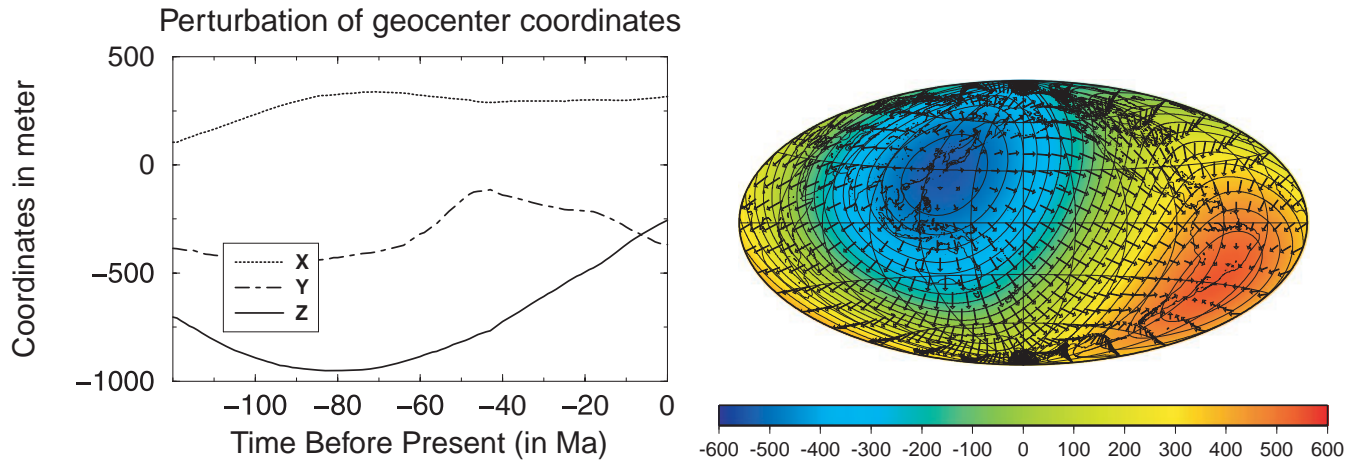 Perturbation of geocenter coordinates
Coordinates in meter
500
0
−500
−1000
X
Y
Z
−100 −80 −60 −40 −20 0
Time Before Present (in Ma)
-600 -500 -400 -300 -200 -100 0 100 200 300 400 500 600